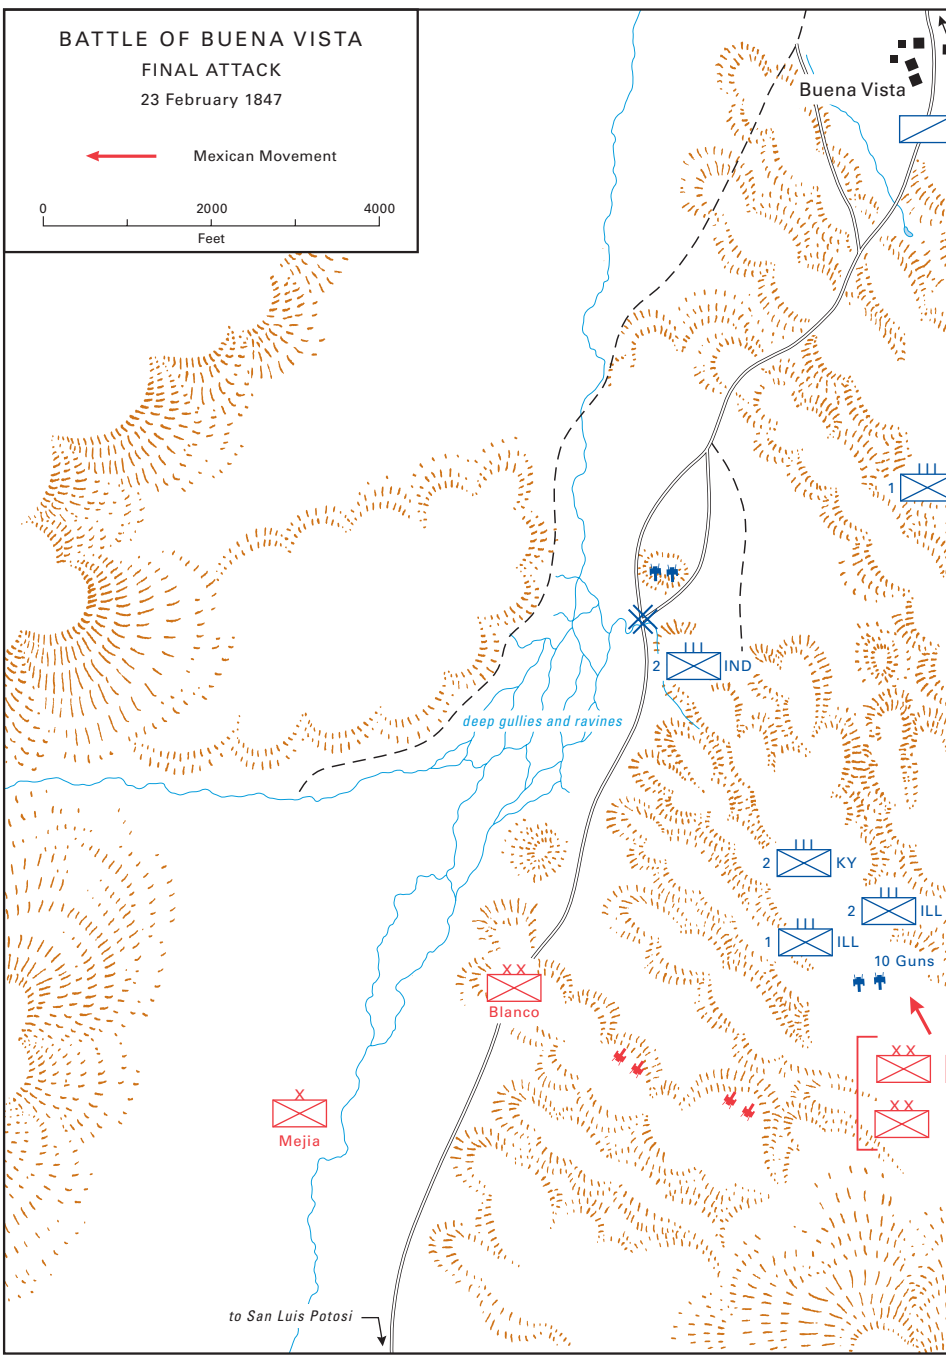 BATTLE OF BUENA VISTA
FINAL ATTACK
23 February 1847
Mexican Movement
0 2000 4000
Feet
Buena Vista
1
2 IND
deep gullies and ravines
2 KY
2 ILL
1 ILL
10 Guns
X X
Blanco
X X
X
Mejia
X X
to San Luis Potosi